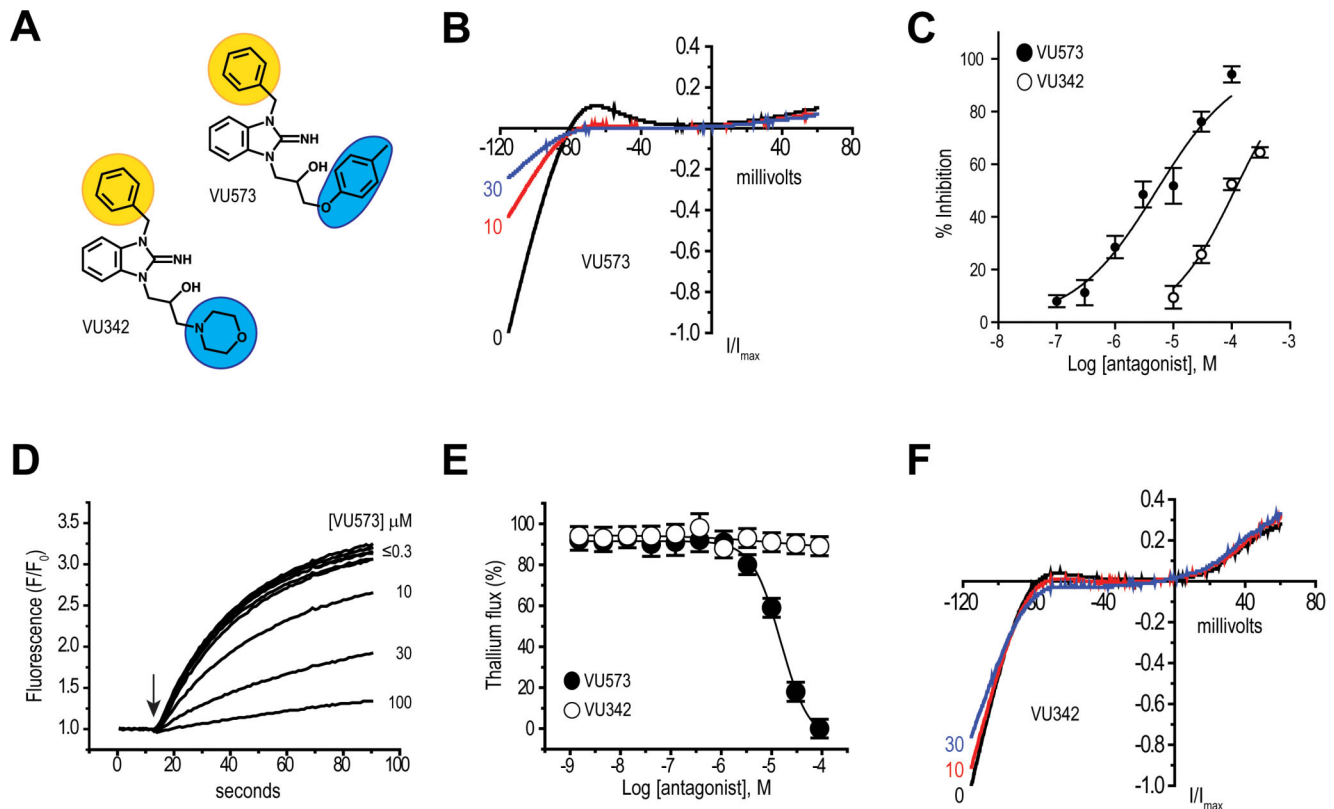 A
N
N
NH
OH
O
VU573
N
N
NH
OH
N
O
VU342
B
0.4
0.2
-120
-80
-40
0
40
80
millivolts
-0.2
-0.4
-0.6
-0.8
-1.0
30
10
0
VU573
I/Imax
C
VU573
VU342
100
80
60
40
20
0
% Inhibition
-8
-7
-6
-5
-4
-3
Log [antagonist], M
D
3.5
3.0
2.5
2.0
1.5
1.0
Fluorescence (F/F0)
[VU573] μM
≤0.3
10
30
100
0
20
40
60
80
100
seconds
E
100
80
60
40
20
0
Thallium flux (%)
VU573
VU342
-9
-8
-7
-6
-5
-4
Log [antagonist], M
F
0.4
0.2
-120
-80
-40
0
40
80
millivolts
-0.2
-0.4
-0.6
-0.8
-1.0
30
10
0
VU342
I/Imax